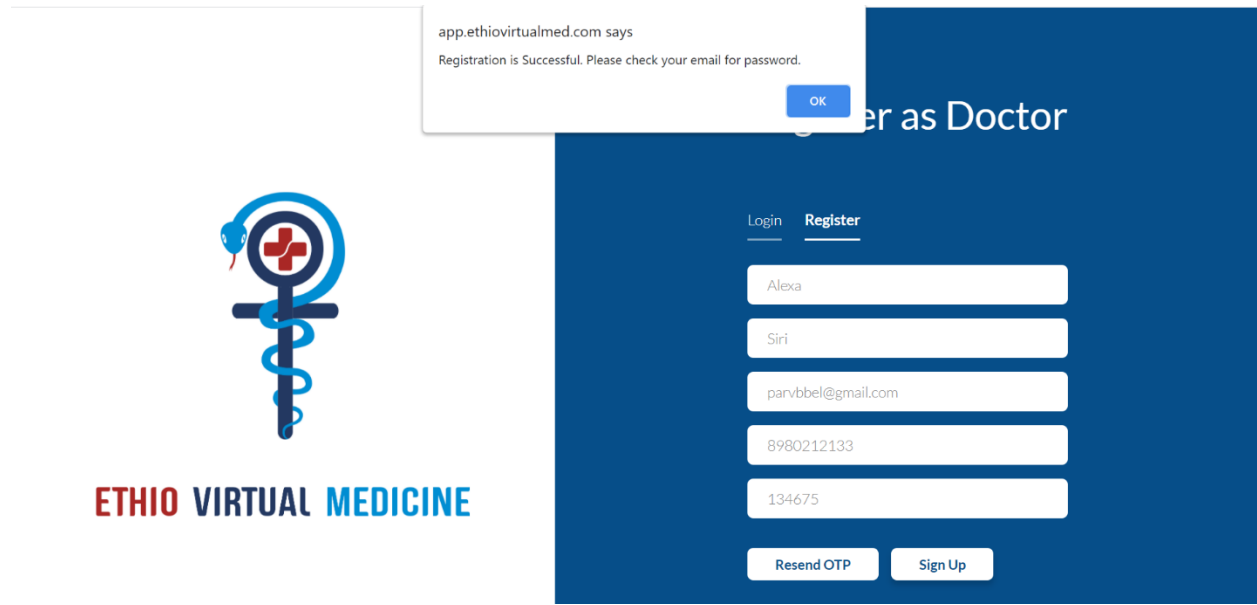 app.ethiovirtualmed.com says
Registration is Successful. Please check your email for password.
OK
er as Doctor
Login Register
Alexa
Siri
parvbbel@gmail.com
8980212133
134675
Resend OTP Sign Up
ETHIO VIRTUAL MEDICINE